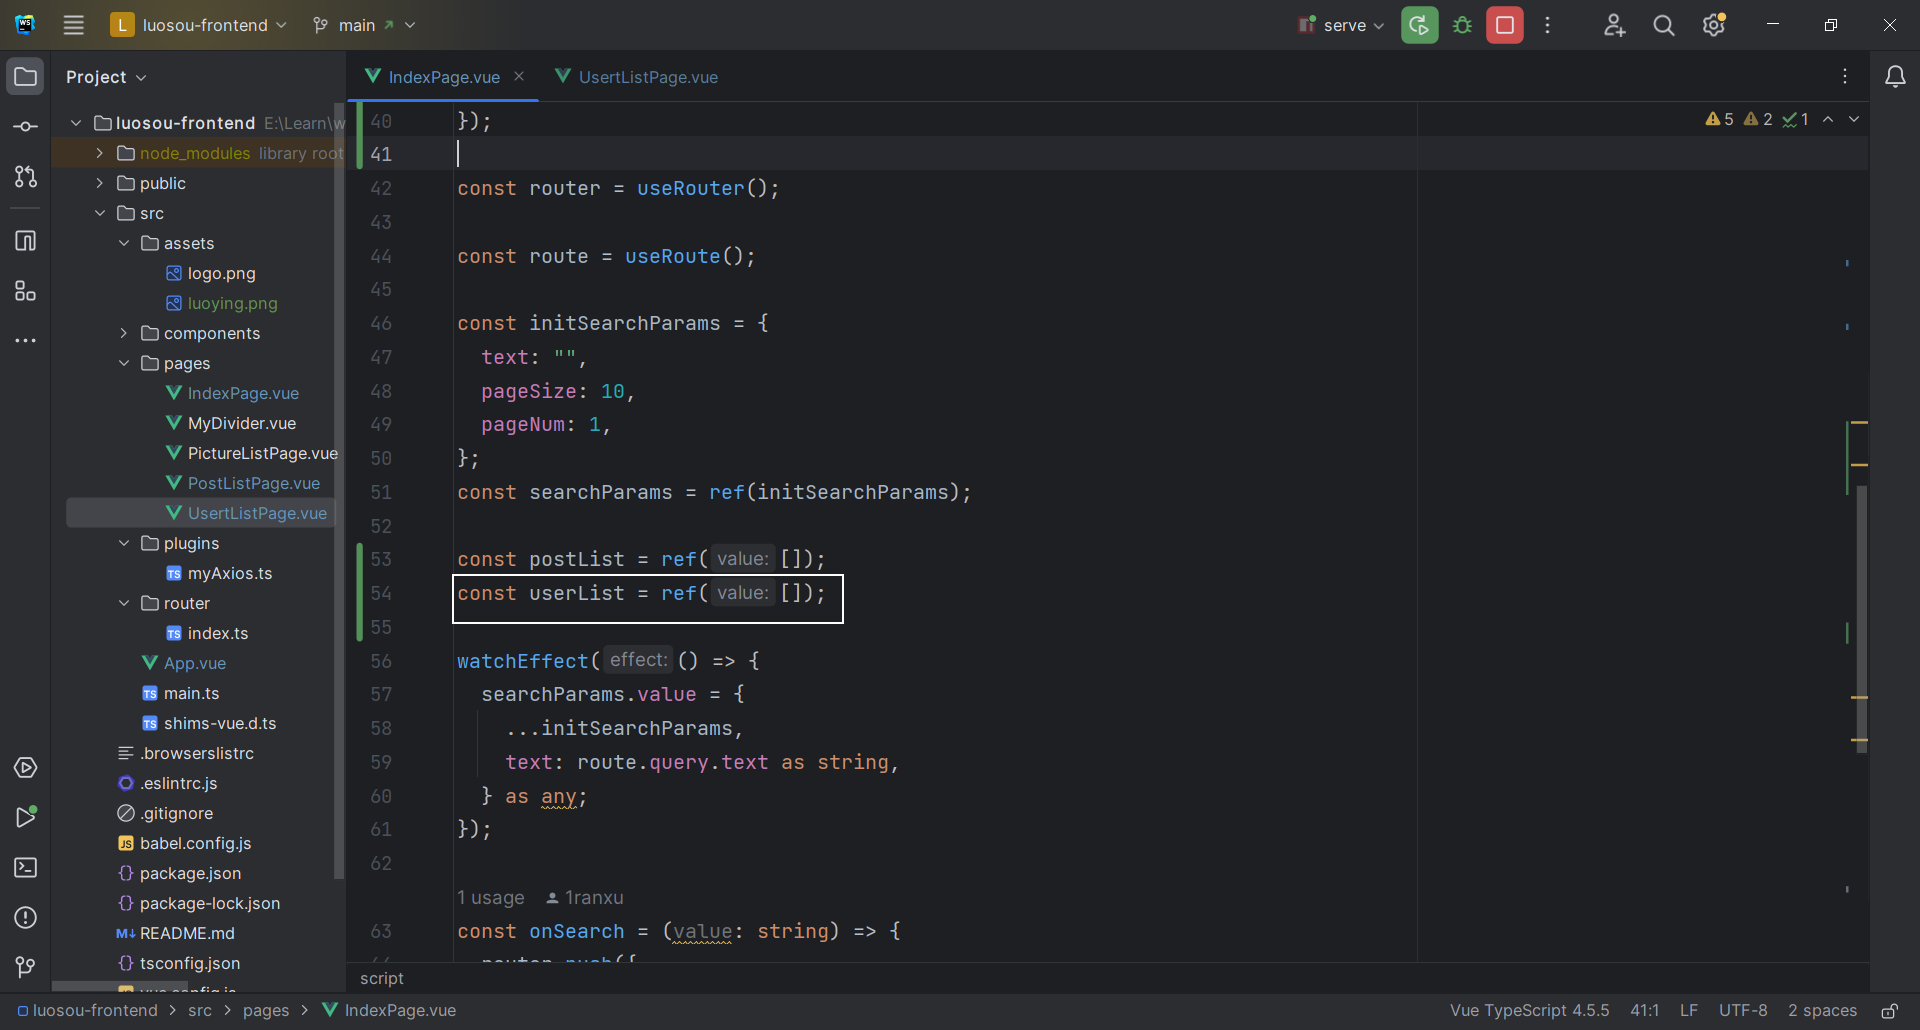 WS
L luosou-frontend
main
serve
Project
luosou-frontend E:\Learn\w
node_modules library root
public
src
assets
logo.png
luoying.png
components
pages
IndexPage.vue
MyDivider.vue
PictureListPage.vue
PostListPage.vue
UsertListPage.vue
plugins
TS myAxios.ts
router
TS index.ts
App.vue
TS main.ts
TS shims-vue.d.ts
.browserslistrc
.eslintrc.js
.gitignore
JS babel.config.js
{} package.json
{} package-lock.json
M↓ README.md
{} tsconfig.json
IndexPage.vue
UsertListPage.vue
5 2 1
40 });
41
42 const router = useRouter();
43
44 const route = useRoute();
45
46 const initSearchParams = {
47 text: "",
48 pageSize: 10,
49 pageNum: 1,
50 };
51 const searchParams = ref(initSearchParams);
52
53 const postList = ref( value: []);
54 const userList = ref( value: []);
55
56 watchEffect( effect: () => {
57 searchParams.value = {
58 ...initSearchParams,
59 text: route.query.text as string,
60 } as any;
61 });
62
1 usage 1ranxu
63 const onSearch = (value: string) => {
router.push({
script
luosou-frontend > src > pages > IndexPage.vue
Vue TypeScript 4.5.5 41:1 LF UTF-8 2 spaces